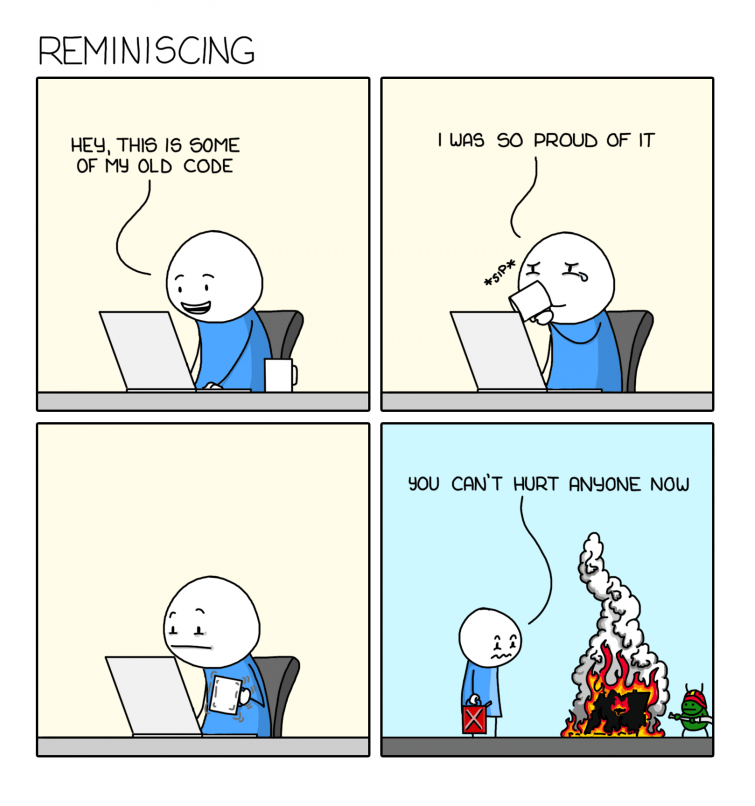 REMINISCING
HEY, THIS IS SOME
OF MY OLD CODE
I WAS SO PROUD OF IT
*SIP*
YOU CAN'T HURT ANYONE NOW